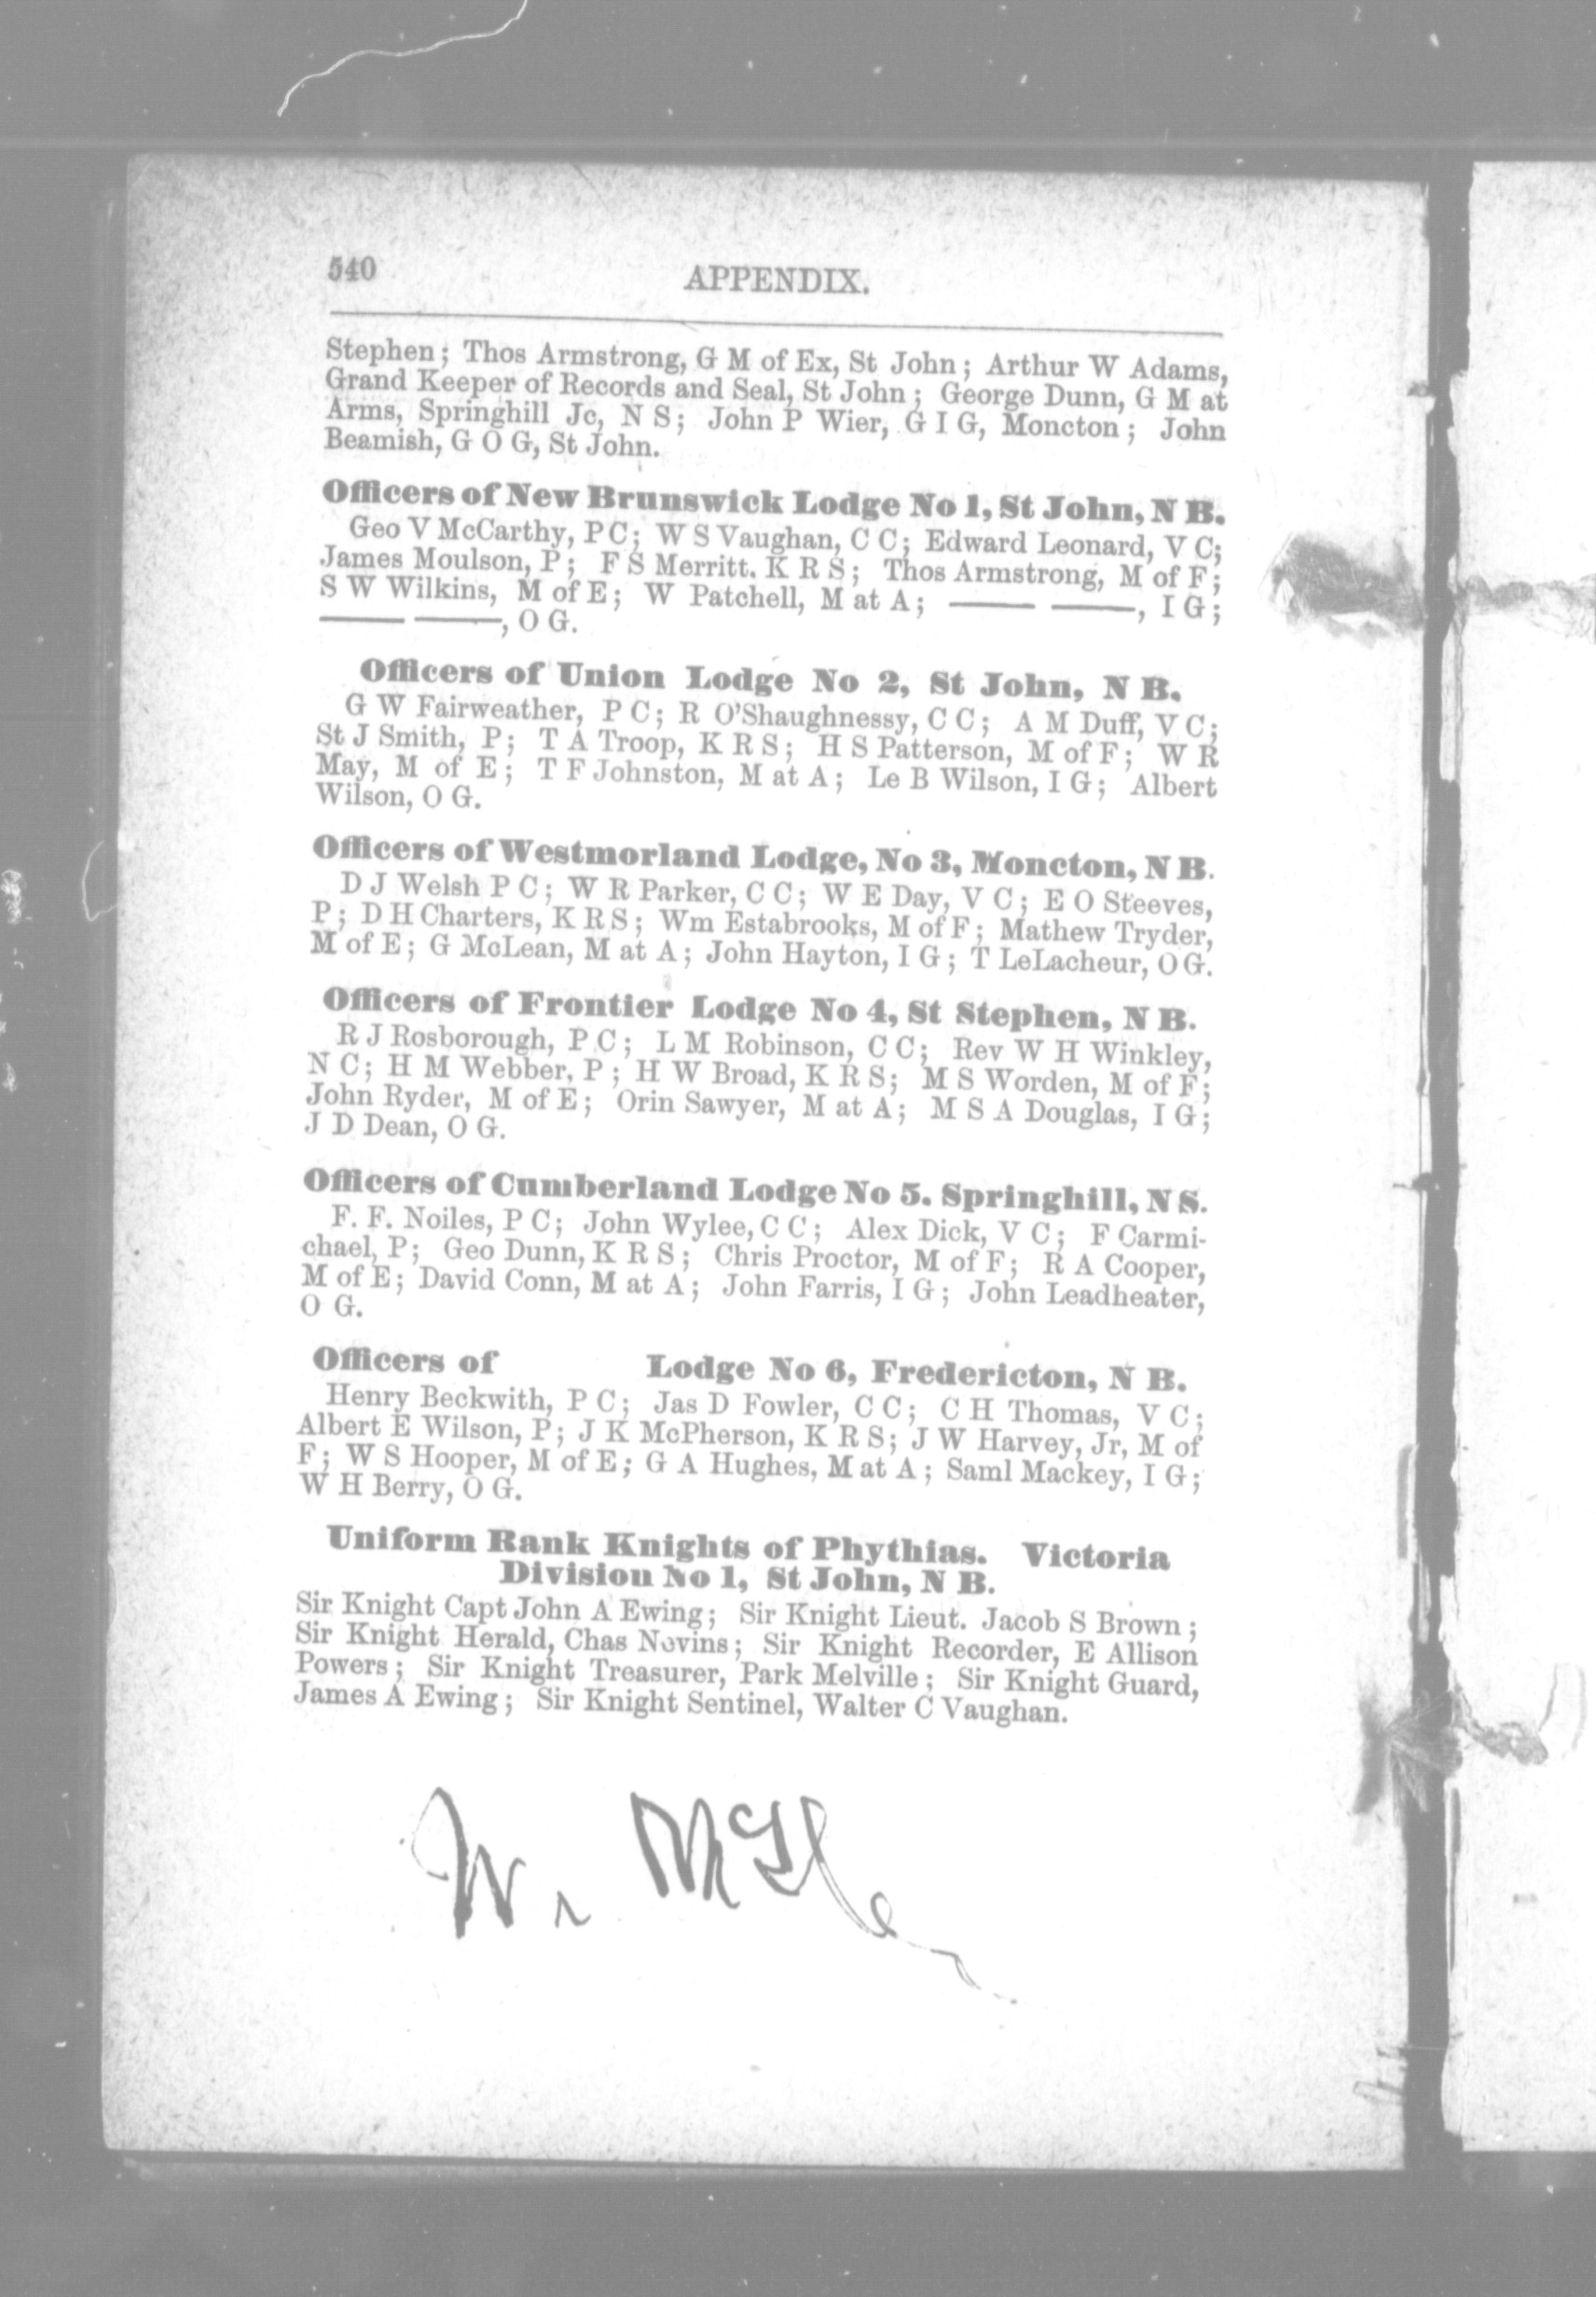 540
APPENDIX.
Stephen; Thos Armstrong, G M of Ex, St John; Arthur W Adams,
Grand Keeper of Records and Seal, St John; George Dunn, G M at
Arms, Springhill Jc, N S; John P Wier, G I G, Moncton; John
Beamish, G O G, St John.
Officers of New Brunswick Lodge No 1, St John, N B.
Geo V McCarthy, P C; W S Vaughan, C C; Edward Leonard, V C;
James Moulson, P; F S Merritt. K R S; Thos Armstrong, M of F;
S W Wilkins, M of E; W Patchell, M at A; —— ——, I G;
—— ——, O G.
Officers of Union Lodge No 2, St John, N B.
G W Fairweather, P C; R O'Shaughnessy, C C; A M Duff, V C;
St J Smith, P; T A Troop, K R S; H S Patterson, M of F; W R
May, M of E; T F Johnston, M at A; Le B Wilson, I G; Albert
Wilson, O G.
Officers of Westmorland Lodge, No 3, Moncton, N B.
D J Welsh P C; W R Parker, C C; W E Day, V C; E O Steeves,
P; D H Charters, K R S; Wm Estabrooks, M of F; Mathew Tryder,
M of E; G McLean, M at A; John Hayton, I G; T LeLacheur, O G.
Officers of Frontier Lodge No 4, St Stephen, N B.
R J Rosborough, P C; L M Robinson, C C; Rev W H Winkley,
N C; H M Webber, P; H W Broad, K R S; M S Worden, M of F;
John Ryder, M of E; Orin Sawyer, M at A; M S A Douglas, I G;
J D Dean, O G.
Officers of Cumberland Lodge No 5. Springhill, N S.
F. F. Noiles, P C; John Wylee, C C; Alex Dick, V C; F Carmi-
chael, P; Geo Dunn, K R S; Chris Proctor, M of F; R A Cooper,
M of E; David Conn, M at A; John Farris, I G; John Leadheater,
O G.
Officers of Lodge No 6, Fredericton, N B.
Henry Beckwith, P C; Jas D Fowler, C C; C H Thomas, V C;
Albert E Wilson, P; J K McPherson, K R S; J W Harvey, Jr, M of
F; W S Hooper, M of E; G A Hughes, M at A; Saml Mackey, I G;
W H Berry, O G.
Uniform Rank Knights of Phythias. Victoria
Division No 1, St John, N B.
Sir Knight Capt John A Ewing; Sir Knight Lieut. Jacob S Brown;
Sir Knight Herald, Chas Nevins; Sir Knight Recorder, E Allison
Powers; Sir Knight Treasurer, Park Melville; Sir Knight Guard,
James A Ewing; Sir Knight Sentinel, Walter C Vaughan.